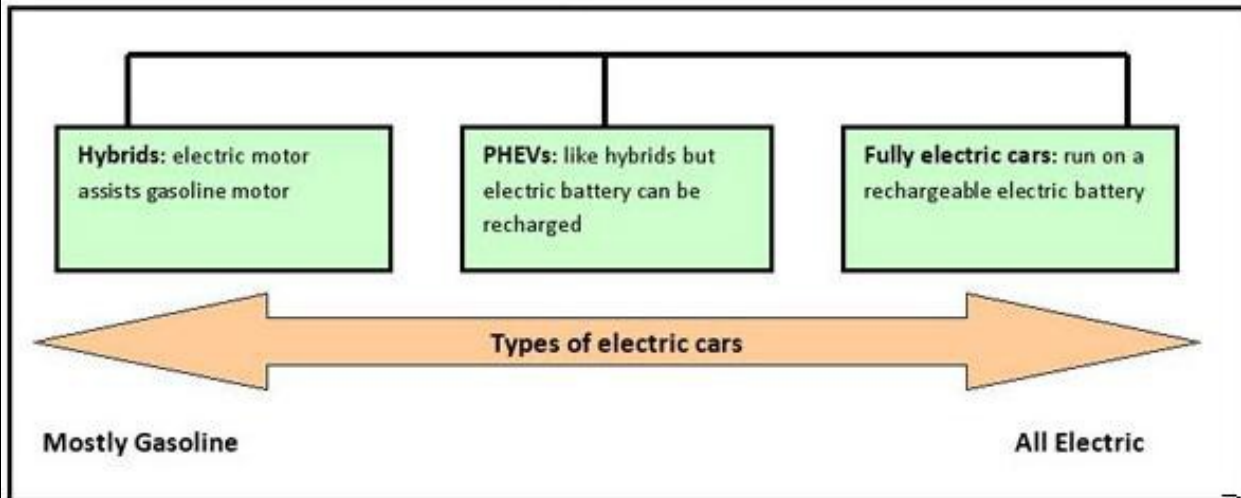 Hybrids: electric motor
assists gasoline motor
PHEVs: like hybrids but
electric battery can be
recharged
Fully electric cars: run on a
rechargeable electric battery
Types of electric cars
Mostly Gasoline
All Electric